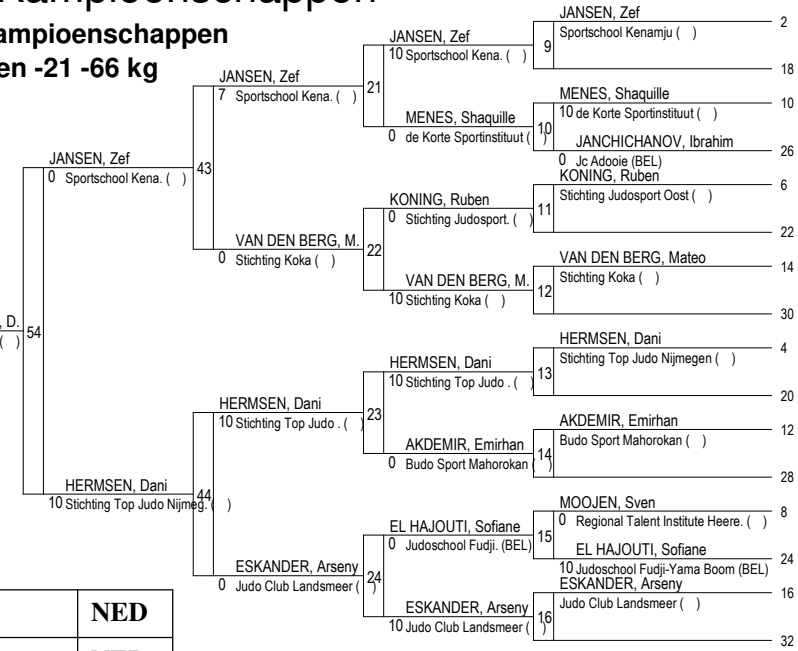 Kampioenschappen
ampioenschappen
en -21 -66 kg
JANSEN, Zef
Sportschool Kenamju ( )
2
9
18
JANSEN, Zef
10 Sportschool Kena. ( )
21
MENES, Shaquille
10 de Korte Sportinstituut ( )
10
10
JANCHICHANOV, Ibrahim
0 Jc Adooie (BEL)
26
MENES, Shaquille
0 de Korte Sportinstituut ( )
JANSEN, Zef
7 Sportschool Kena. ( )
43
KONING, Ruben
Stichting Judosport Oost ( )
6
11
22
KONING, Ruben
0 Stichting Judosport. ( )
22
VAN DEN BERG, Mateo
Stichting Koka ( )
14
12
30
VAN DEN BERG, M.
10 Stichting Koka ( )
VAN DEN BERG, M.
0 Stichting Koka ( )
JANSEN, Zef
0 Sportschool Kena. ( )
, D.
( )
54
HERMSEN, Dani
Stichting Top Judo Nijmegen ( )
4
13
20
HERMSEN, Dani
10 Stichting Top Judo . ( )
23
AKDEMIR, Emirhan
Budo Sport Mahorokan ( )
12
14
28
AKDEMIR, Emirhan
0 Budo Sport Mahorokan ( )
HERMSEN, Dani
10 Stichting Top Judo . ( )
44
HERMSEN, Dani
10 Stichting Top Judo Nijmeg. ( )
MOOJEN, Sven
0 Regional Talent Institute Heere. ( )
8
15
EL HAJOUTI, Sofiane
10 Judoschool Fudji-Yama Boom (BEL)
24
EL HAJOUTI, Sofiane
0 Judoschool Fudji. (BEL)
24
ESKANDER, Arseny
Judo Club Landsmeer ( )
16
16
32
ESKANDER, Arseny
10 Judo Club Landsmeer ( )
ESKANDER, Arseny
0 Judo Club Landsmeer ( )
NED